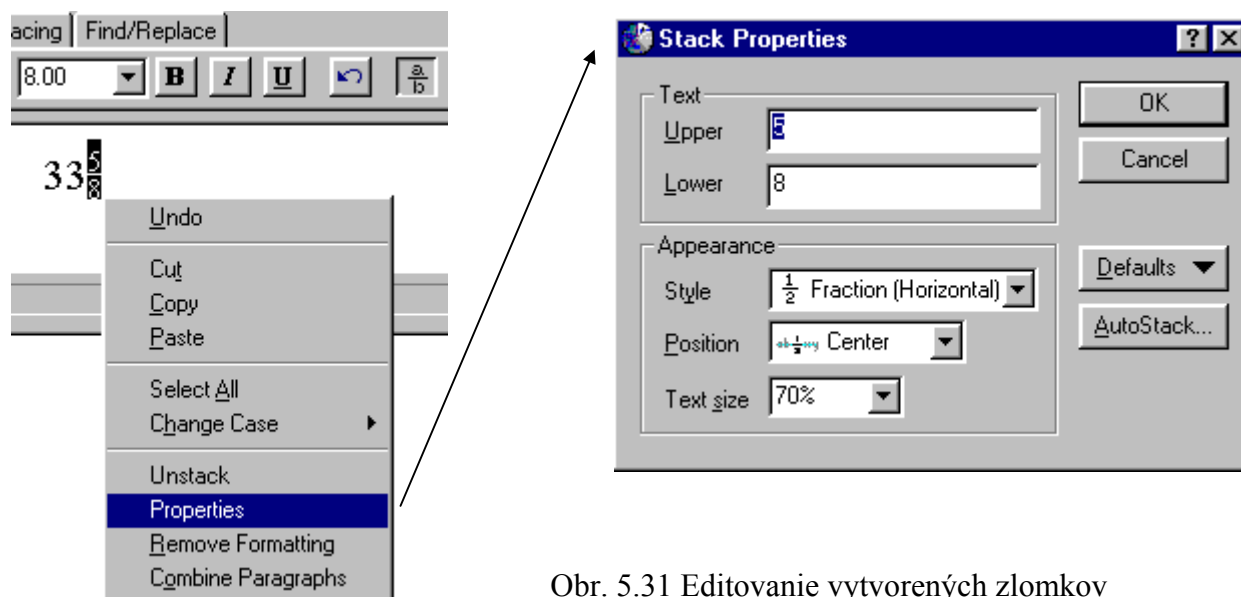 acing Find/Replace
8.00 B I U a/b
33 5/8
Undo
Cut
Copy
Paste
Select All
Change Case
Unstack
Properties
Remove Formatting
Combine Paragraphs
Stack Properties
Text
Upper 5
Lower 8
Appearance
Style 1/2 Fraction (Horizontal)
Position Center
Text size 70%
OK
Cancel
Defaults
AutoStack...
Obr. 5.31 Editovanie vytvorených zlomkov